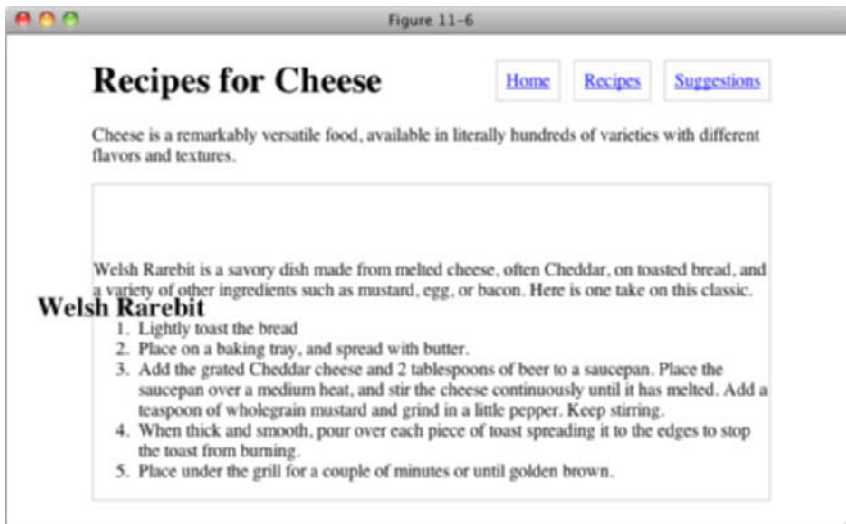 Figure 11-6
Recipes for Cheese
Home Recipes Suggestions
Cheese is a remarkably versatile food, available in literally hundreds of varieties with different
flavors and textures.
Welsh Rarebit is a savory dish made from melted cheese, often Cheddar, on toasted bread, and
a variety of other ingredients such as mustard, egg, or bacon. Here is one take on this classic.
Welsh Rarebit
1. Lightly toast the bread
2. Place on a baking tray, and spread with butter.
3. Add the grated Cheddar cheese and 2 tablespoons of beer to a saucepan. Place the
saucepan over a medium heat, and stir the cheese continuously until it has melted. Add a
teaspoon of wholegrain mustard and grind in a little pepper. Keep stirring.
4. When thick and smooth, pour over each piece of toast spreading it to the edges to stop
the toast from burning.
5. Place under the grill for a couple of minutes or until golden brown.